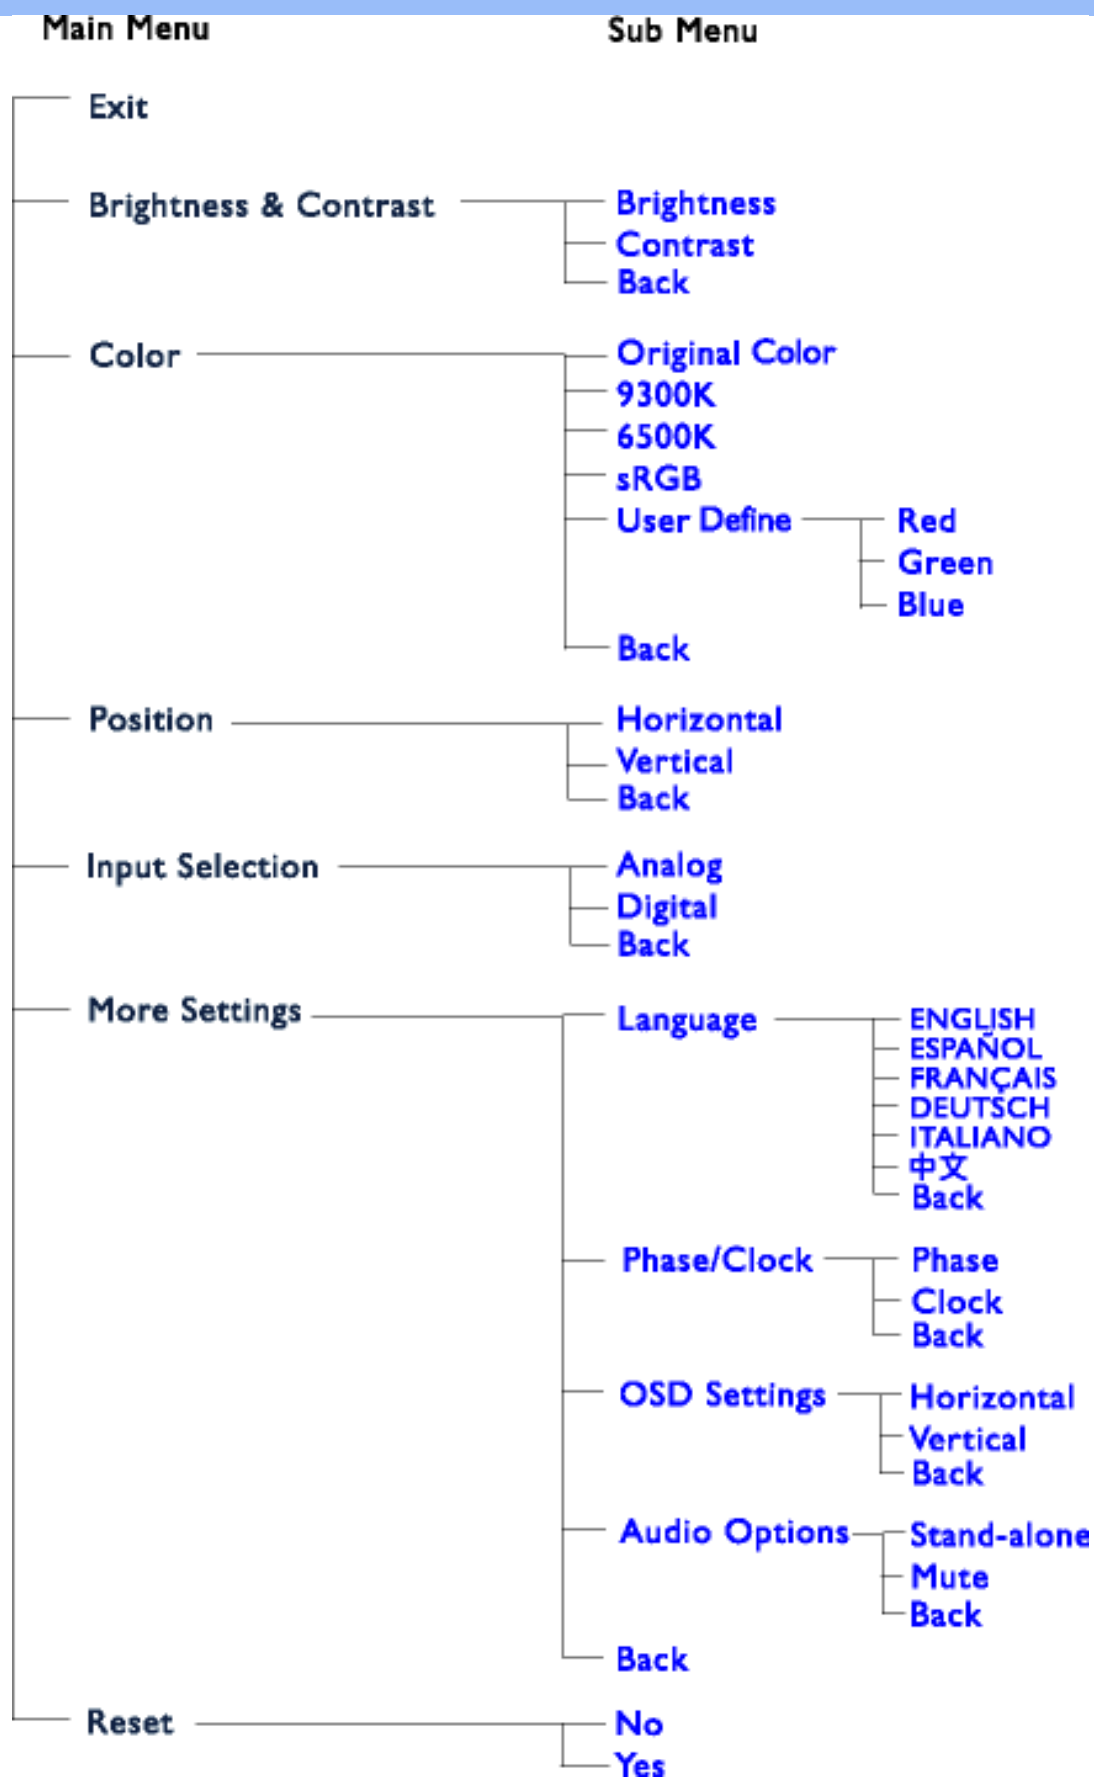 Main Menu Sub Menu
Exit
Brightness & Contrast Brightness
Contrast
Back
Color Original Color
9300K
6500K
sRGB
User Define Red
Green
Blue
Back
Position Horizontal
Vertical
Back
Input Selection Analog
Digital
Back
More Settings Language ENGLISH
ESPAÑOL
FRANÇAIS
DEUTSCH
ITALIANO
中文
Back
Phase/Clock Phase
Clock
Back
OSD Settings Horizontal
Vertical
Back
Audio Options Stand-alone
Mute
Back
Back
Reset No
Yes